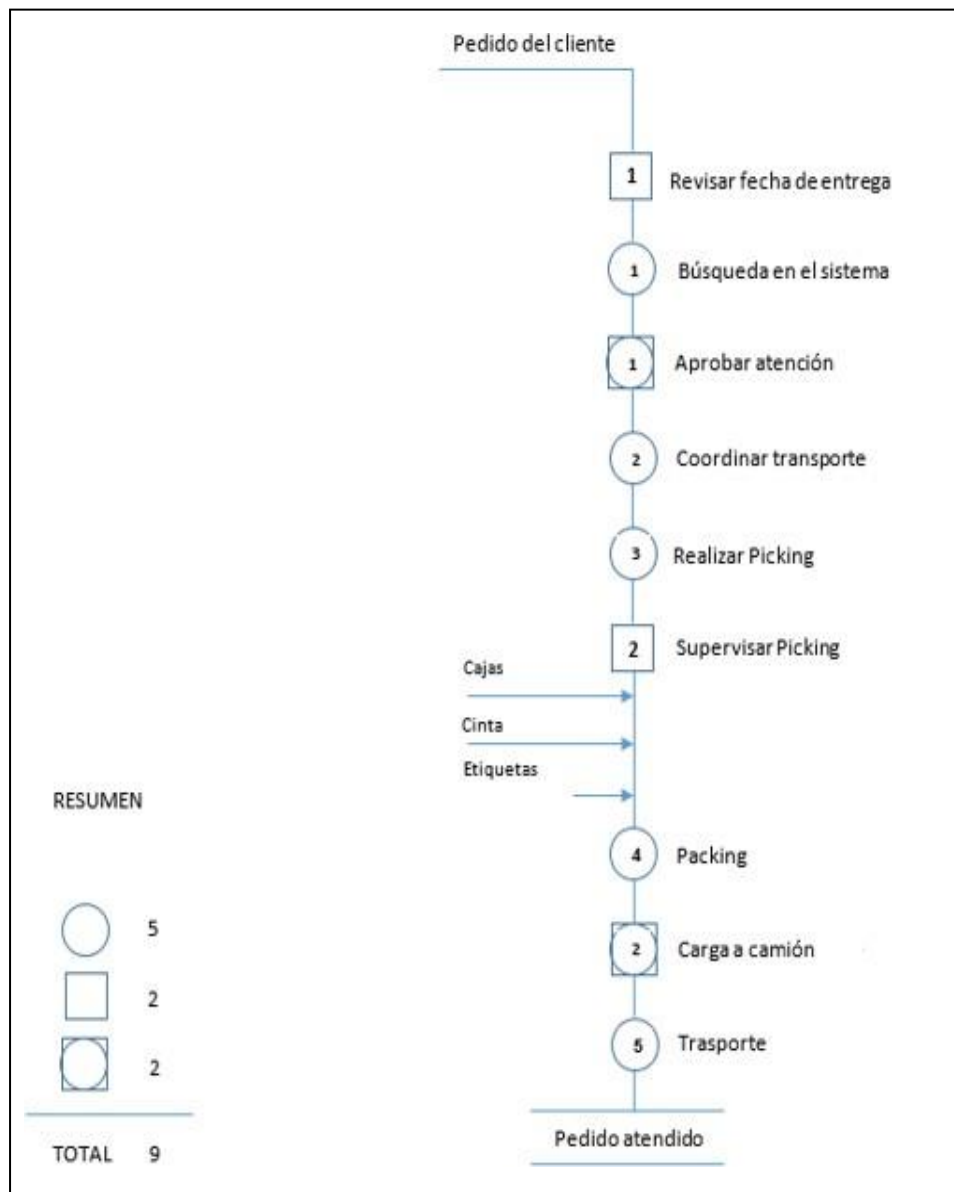 Pedido del cliente
1 Revisar fecha de entrega
1 Búsqueda en el sistema
1 Aprobar atención
2 Coordinar transporte
3 Realizar Picking
2 Supervisar Picking
Cajas
Cinta
Etiquetas
4 Packing
2 Carga a camión
5 Trasporte
Pedido atendido
RESUMEN
5
2
2
TOTAL 9